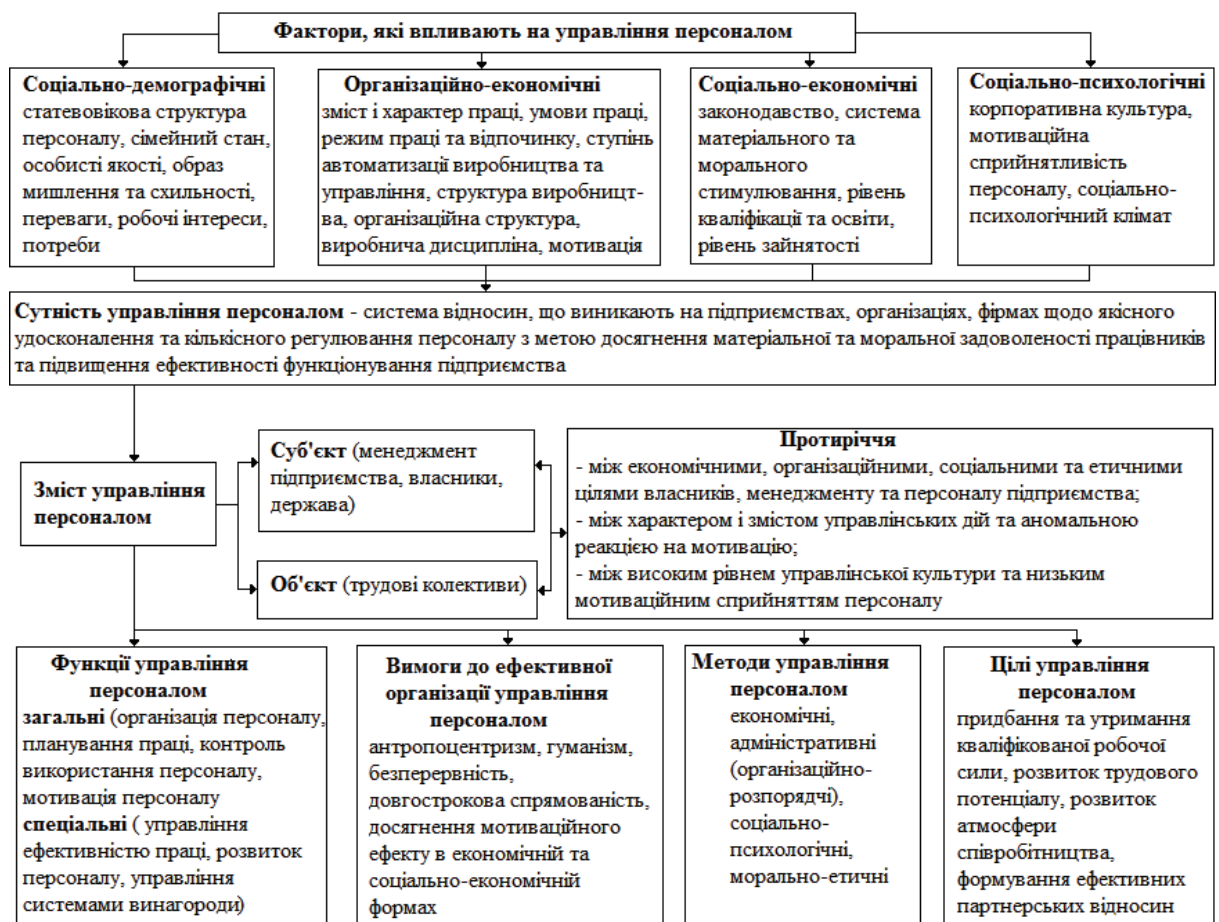 Фактори, які впливають на управління персоналом
Соціально-демографічні
статевовікова структура
персоналу, сімейний стан,
особисті якості, образ
мишлення та схильності,
переваги, робочі інтереси,
потреби
Організаційно-економічні
зміст і характер праці, умови праці,
режим праці та відпочинку, ступінь
автоматизації виробництва та
управління, структура виробницт-
ва, організаційна структура,
виробнича дисципліна, мотивація
Соціально-економічні
законодавство, система
матеріального та
морального
стимулювання, рівень
кваліфікації та освіти,
рівень зайнятості
Соціально-психологічні
корпоративна культура,
мотиваційна
сприйнятливість
персоналу, соціально-
психологічний клімат
Сутність управління персоналом - система відносин, що виникають на підприємствах, організаціях, фірмах щодо якісного
удосконалення та кількісного регулювання персоналу з метою досягнення матеріальної та моральної задоволеності працівників
та підвищення ефективності функціонування підприємства
Зміст управління
персоналом
Суб'єкт (менеджмент
підприємства, власники,
держава)
Об'єкт (трудові колективи)
Протиріччя
- між економічними, організаційними, соціальними та етичними
цілями власників, менеджменту та персоналу підприємства;
- між характером і змістом управлінських дій та аномальною
реакцією на мотивацію;
- між високим рівнем управлінської культури та низьким
мотиваційним сприйняттям персоналу
Функції управління
персоналом
загальні (організація персоналу,
планування праці, контроль
використання персоналу,
мотивація персоналу
спеціальні ( управління
ефективністю праці, розвиток
персоналу, управління
системами винагороди)
Вимоги до ефективної
організації управління
персоналом
антропоцентризм, гуманізм,
безперервність,
довгострокова спрямованість,
досягнення мотиваційного
ефекту в економічній та
соціально-економічній
формах
Методи управління
персоналом
економічні,
адміністративні
(організаційно-
розпорядчі),
соціально-
психологічні,
морально-етичні
Цілі управління
персоналом
придбання та утримання
кваліфікованої робочої
сили, розвиток трудового
потенціалу, розвиток
атмосфери
співробітництва,
формування ефективних
партнерських відносин